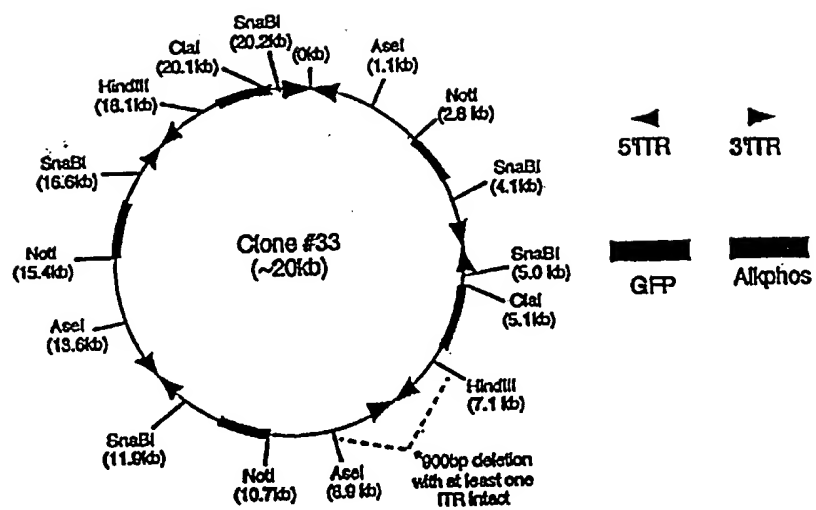 SnaBI
(20.2kb)
(0kb)
AseI
(1.1kb)
NotI
(2.8 kb)
SnaBI
(4.1kb)
SnaBI
(5.0 kb)
ClaI
(5.1kb)
HindIII
(7.1 kb)
*900bp deletion
with at least one
ITR intact
AseI
(8.9 kb)
NotI
(10.7kb)
SnaBI
(11.9kb)
AseI
(13.6kb)
NotI
(15.4kb)
SnaBI
(16.6kb)
HindIII
(18.1kb)
ClaI
(20.1kb)
Clone #33
(~20kb)
5'ITR
3'ITR
GFP
Alkphos